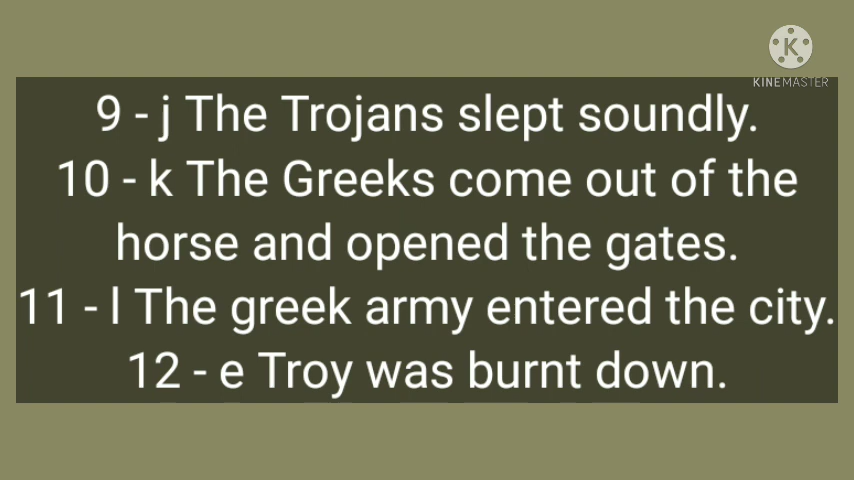 K
KINEMASTER
9 - j The Trojans slept soundly.
10 - k The Greeks come out of the
horse and opened the gates.
11 - l The greek army entered the city.
12 - e Troy was burnt down.